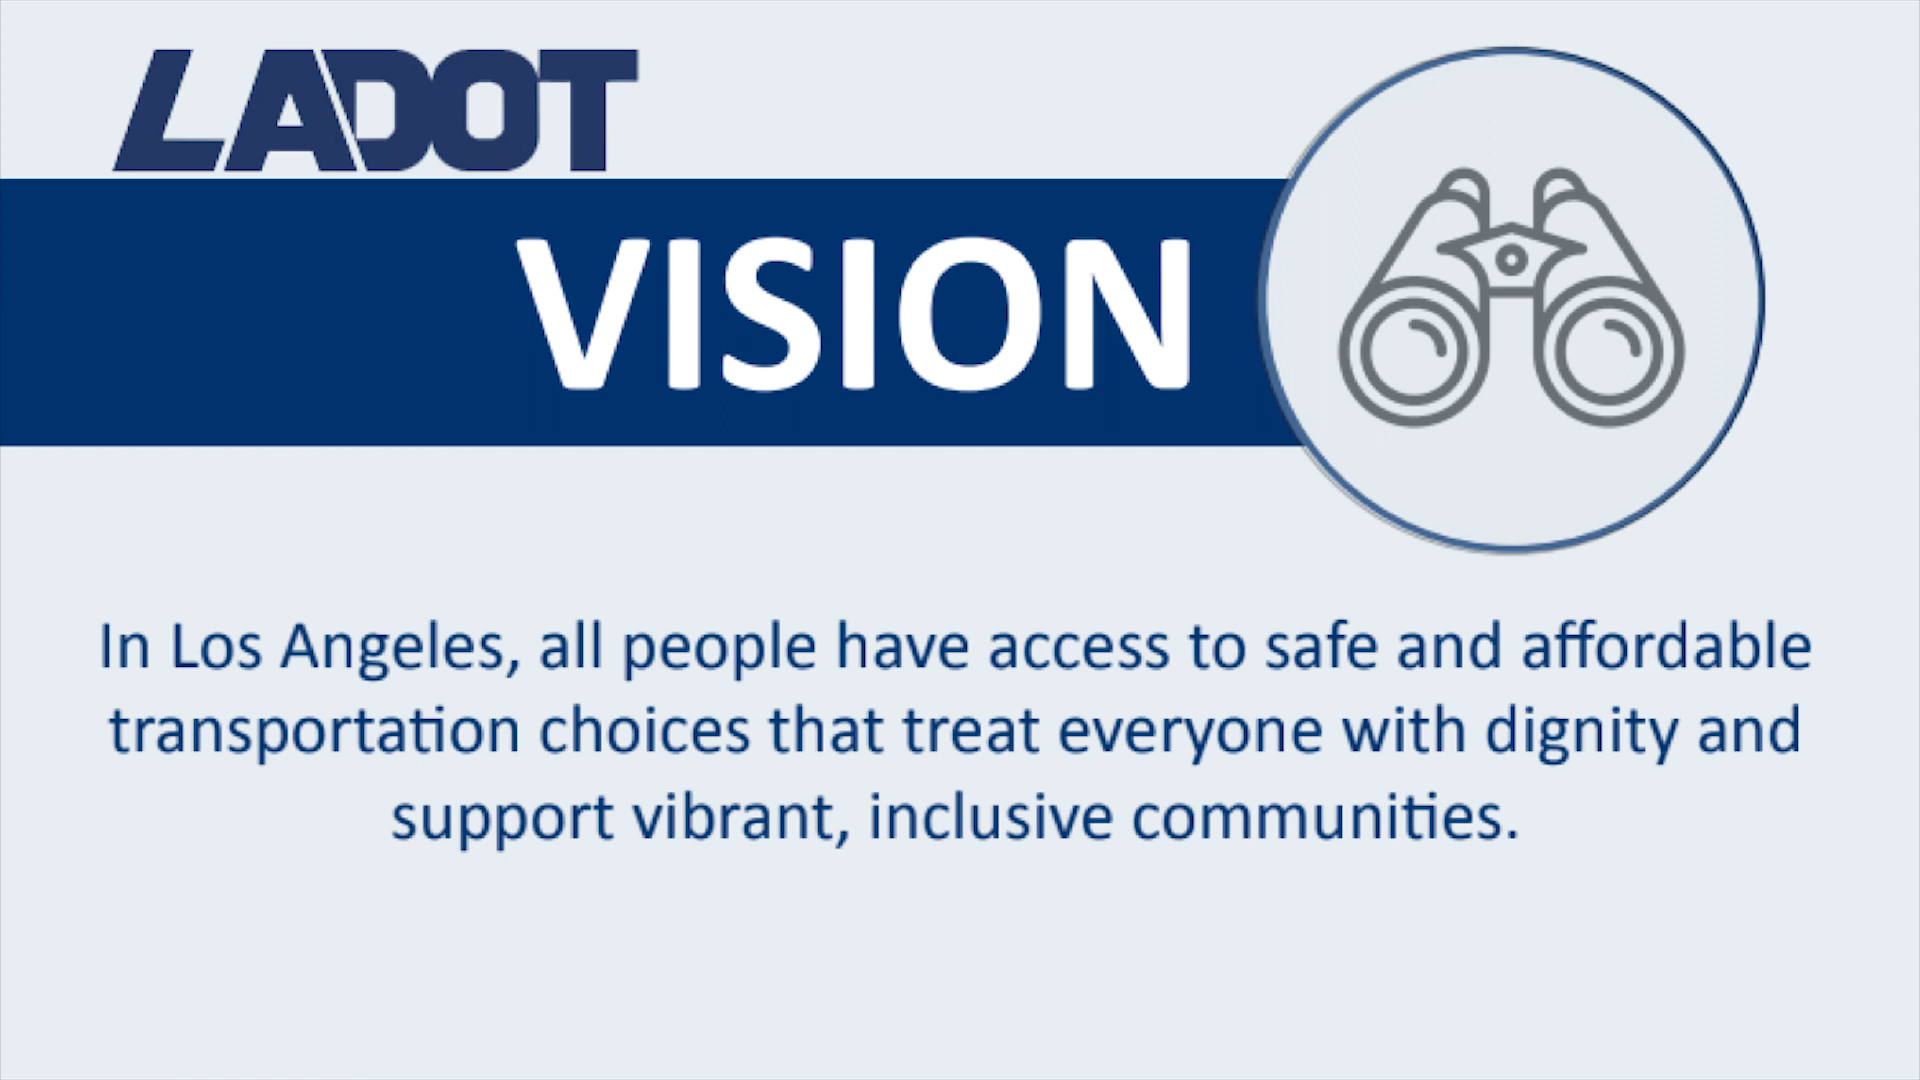 LADOT
VISION
In Los Angeles, all people have access to safe and affordable
transportation choices that treat everyone with dignity and
support vibrant, inclusive communities.